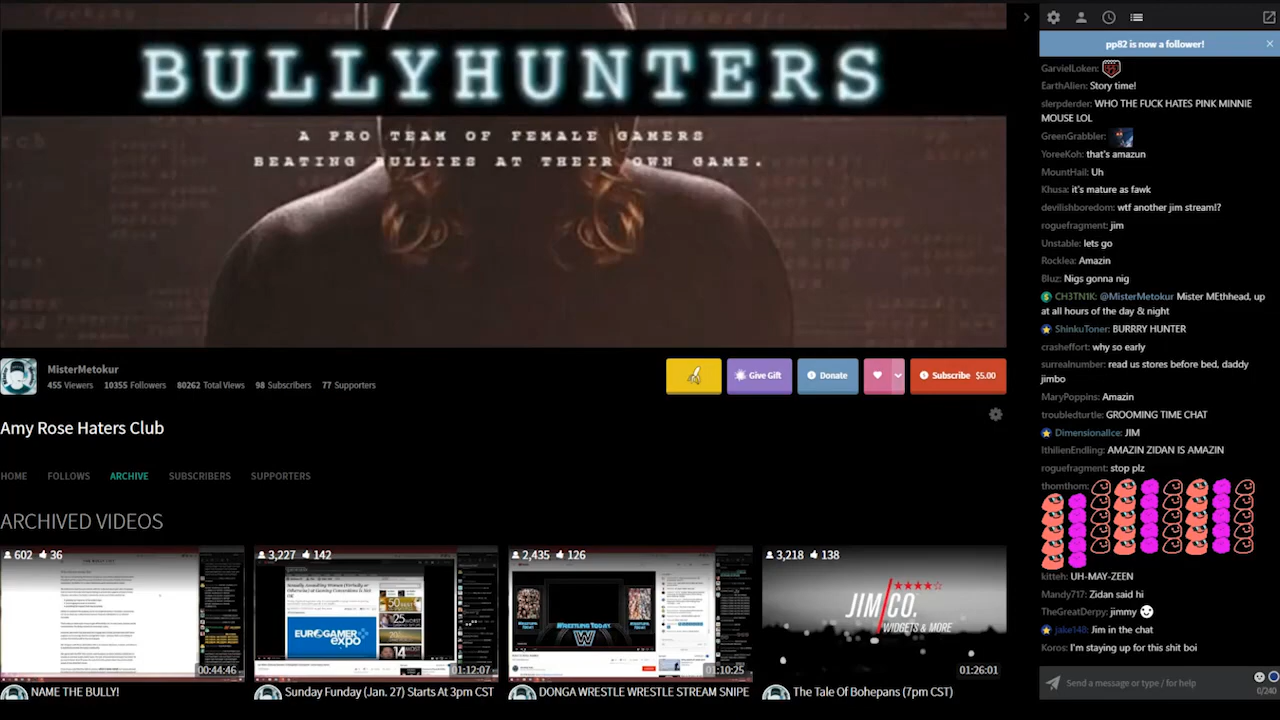 BULLYHUNTERS
A PRO TEAM OF FEMALE GAMERS
BEATING BULLIES AT THEIR OWN GAME.
MisterMetokur
455 Viewers 10355 Followers 80262 Total Views 98 Subscribers 77 Supporters
Give Gift
Donate
Subscribe $5.00
Amy Rose Haters Club
HOME FOLLOWS ARCHIVE SUBSCRIBERS SUPPORTERS
ARCHIVED VIDEOS
602 36
00:44:46
NAME THE BULLY!
3,227 142
EUROGAMER
EXPO
01:12:07
Sunday Funday (Jan. 27) Starts At 3pm CST
2,435 126
10:25
DONGA WRESTLE WRESTLE STREAM SNIPE
3,218 138
JIM/CO.
WIDGETS & MORE
01:26:01
The Tale Of Bohepans (7pm CST)
pp82 is now a follower!
GarvielLoken:
EarthAlien: Story time!
slerpderder: WHO THE FUCK HATES PINK MINNIE
MOUSE LOL
GreenGrabbler:
YoreeKoh: that's amazun
MountHail: Uh
Khusa: it's mature as fawk
devilishboredom: wtf another jim stream!?
roguefragment: jim
Unstable: lets go
Rocklea: Amazin
Bluz: Nigs gonna nig
CH3TN1K: @MisterMetokur Mister MEthhead, up
at all hours of the day & night
ShinkuToner: BURRRY HUNTER
crasheffort: why so early
surrealnumber: read us stores before bed, daddy
jimbo
MaryPoppins: Amazin
troubledturtle: GROOMING TIME CHAT
DimensionalIce: JIM
IthilienEndling: AMAZIN ZIDAN IS AMAZIN
roguefragment: stop plz
thomthom:
kitteh: UH-MAY-ZEEN
Mandy717: Zidan said hi
TheGreatDerp: jimmy
jake148: Jim in the chat
Koros: I'm staying up for this shit boi
Send a message or type / for help
0/240